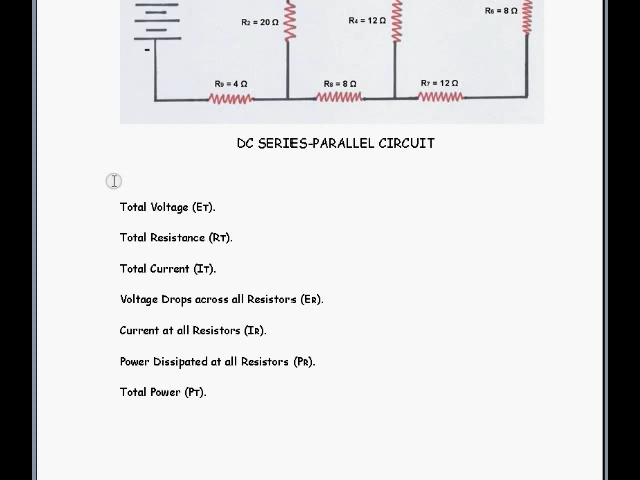 R2 = 20 Ω R4 = 12 Ω R6 = 8 Ω
-
R9 = 4 Ω R8 = 8 Ω R7 = 12 Ω
DC SERIES-PARALLEL CIRCUIT
Total Voltage (ET).
Total Resistance (RT).
Total Current (IT).
Voltage Drops across all Resistors (ER).
Current at all Resistors (IR).
Power Dissipated at all Resistors (PR).
Total Power (PT).